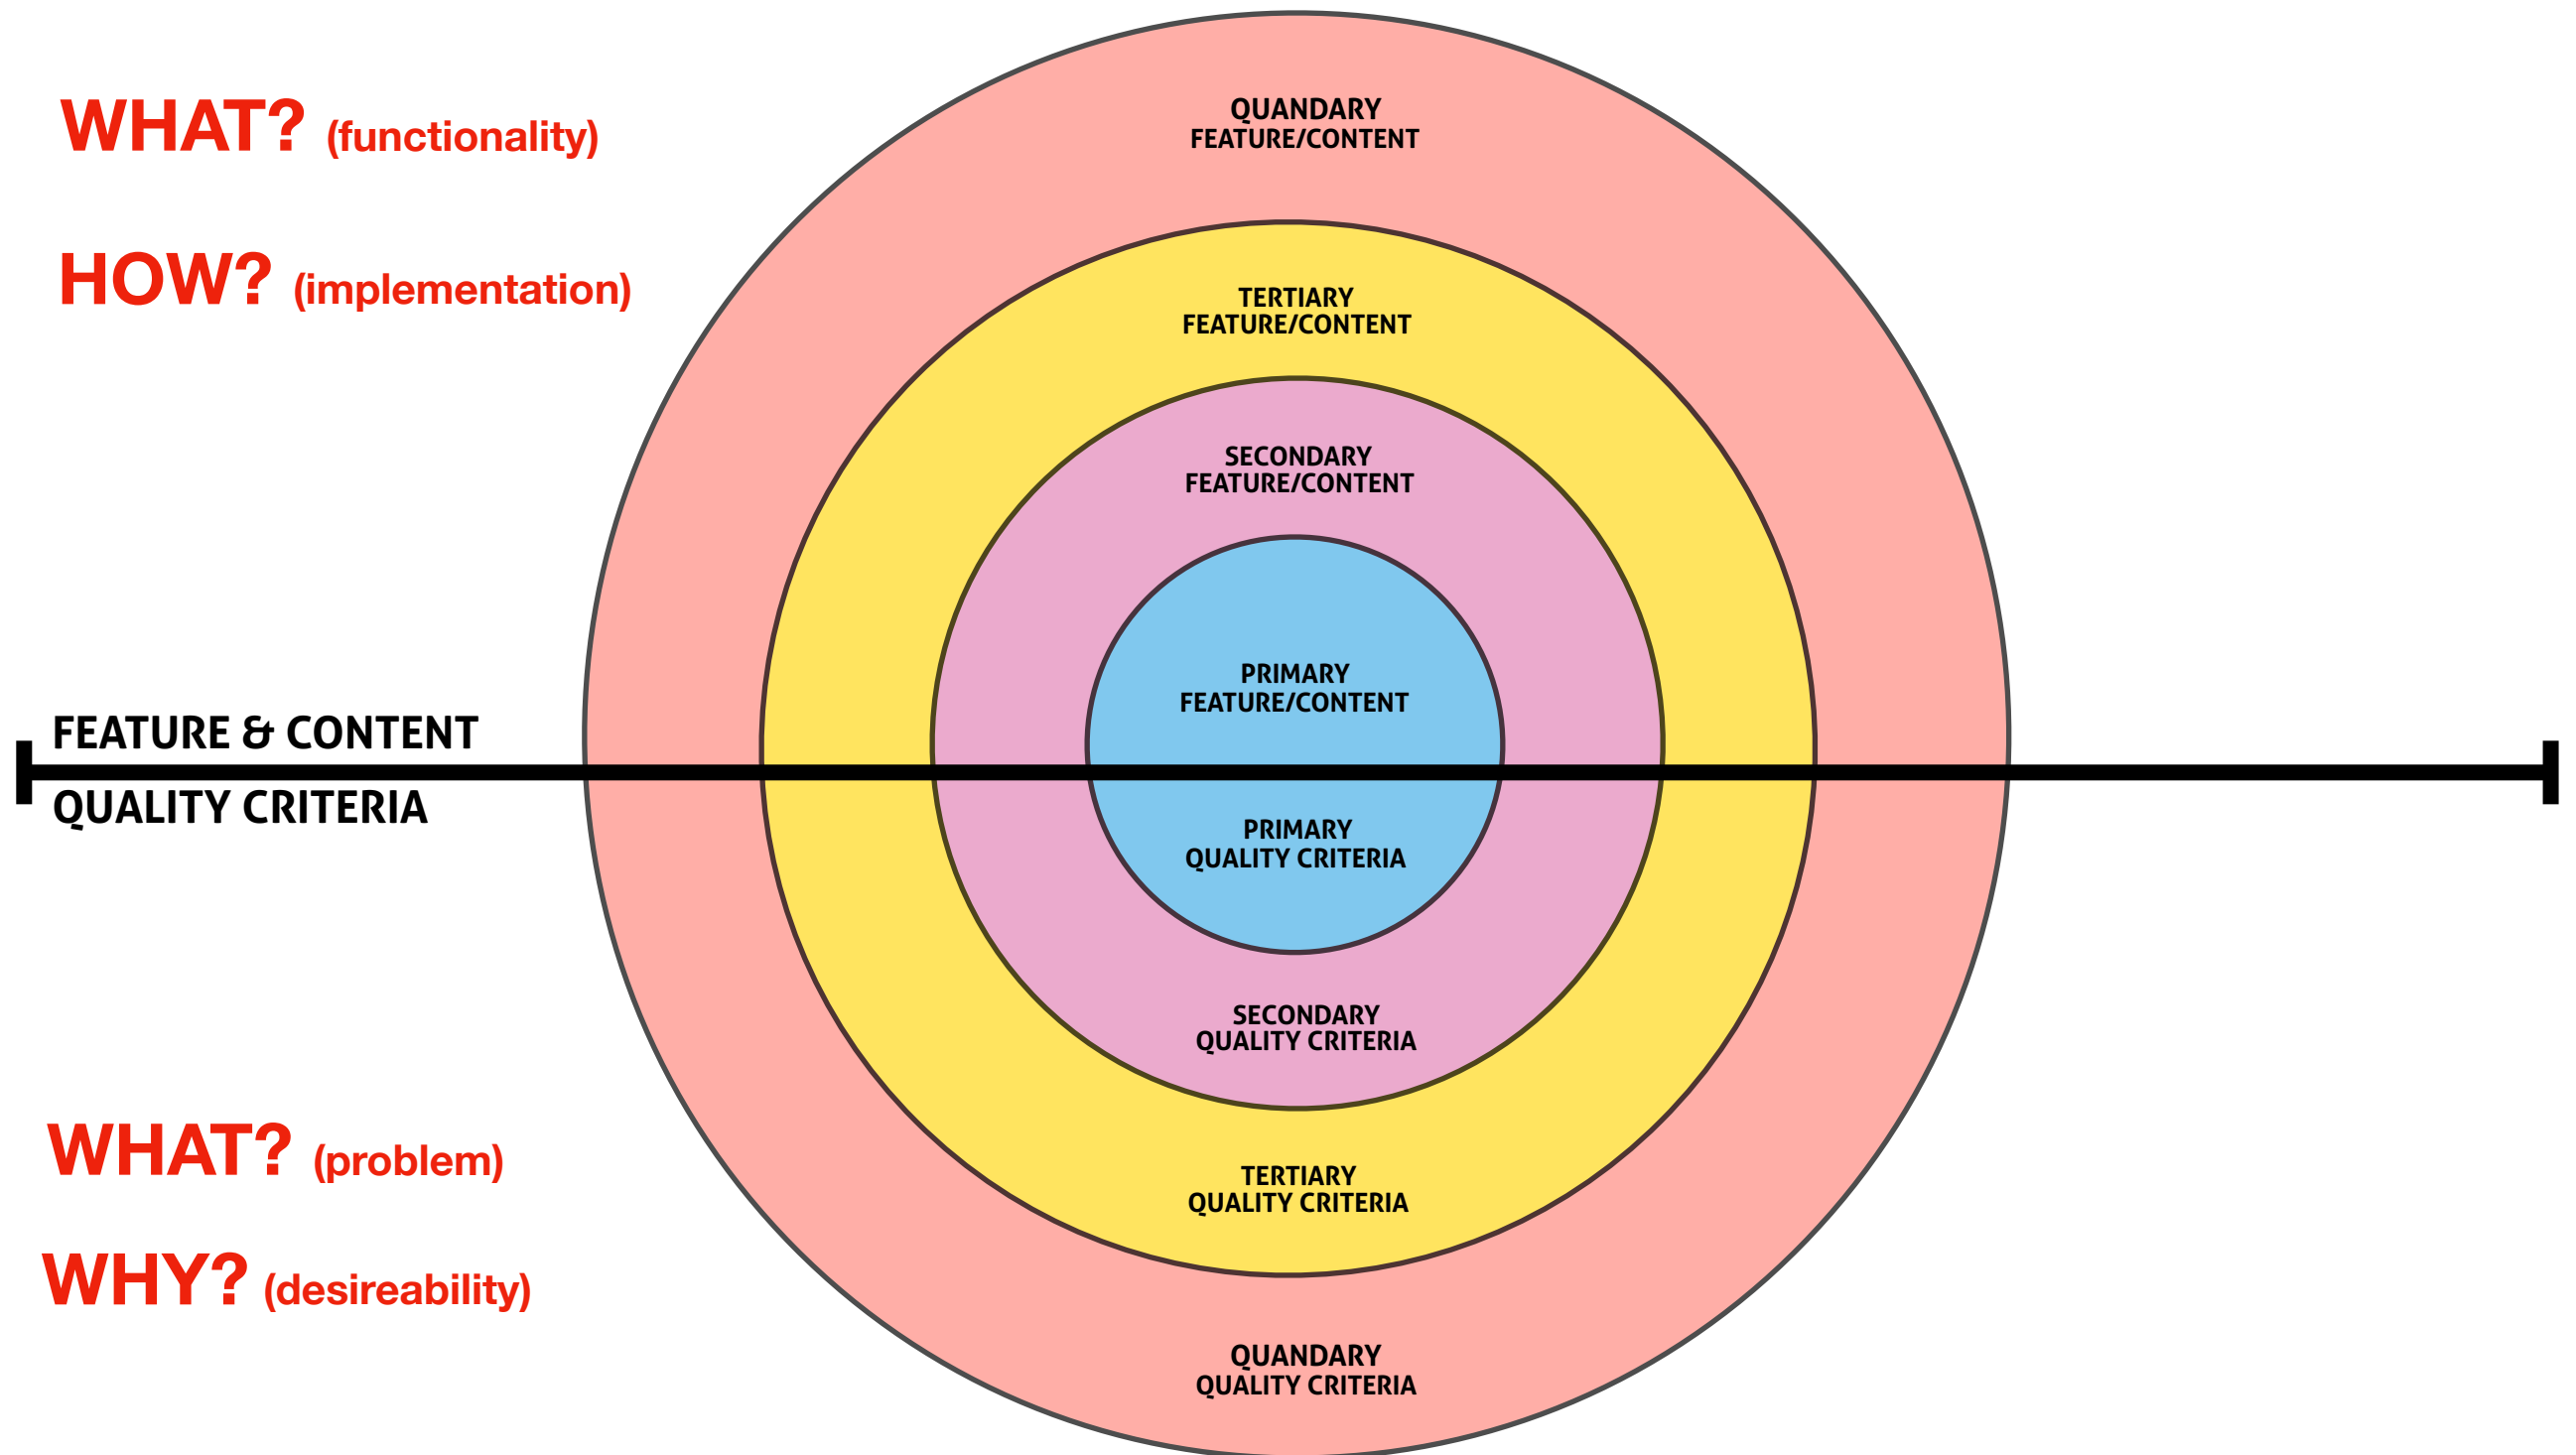 WHAT? (functionality)
HOW? (implementation)
QUANDARY
FEATURE/CONTENT
TERTIARY
FEATURE/CONTENT
SECONDARY
FEATURE/CONTENT
PRIMARY
FEATURE/CONTENT
FEATURE & CONTENT
QUALITY CRITERIA
PRIMARY
QUALITY CRITERIA
SECONDARY
QUALITY CRITERIA
TERTIARY
QUALITY CRITERIA
QUANDARY
QUALITY CRITERIA
WHAT? (problem)
WHY? (desireability)